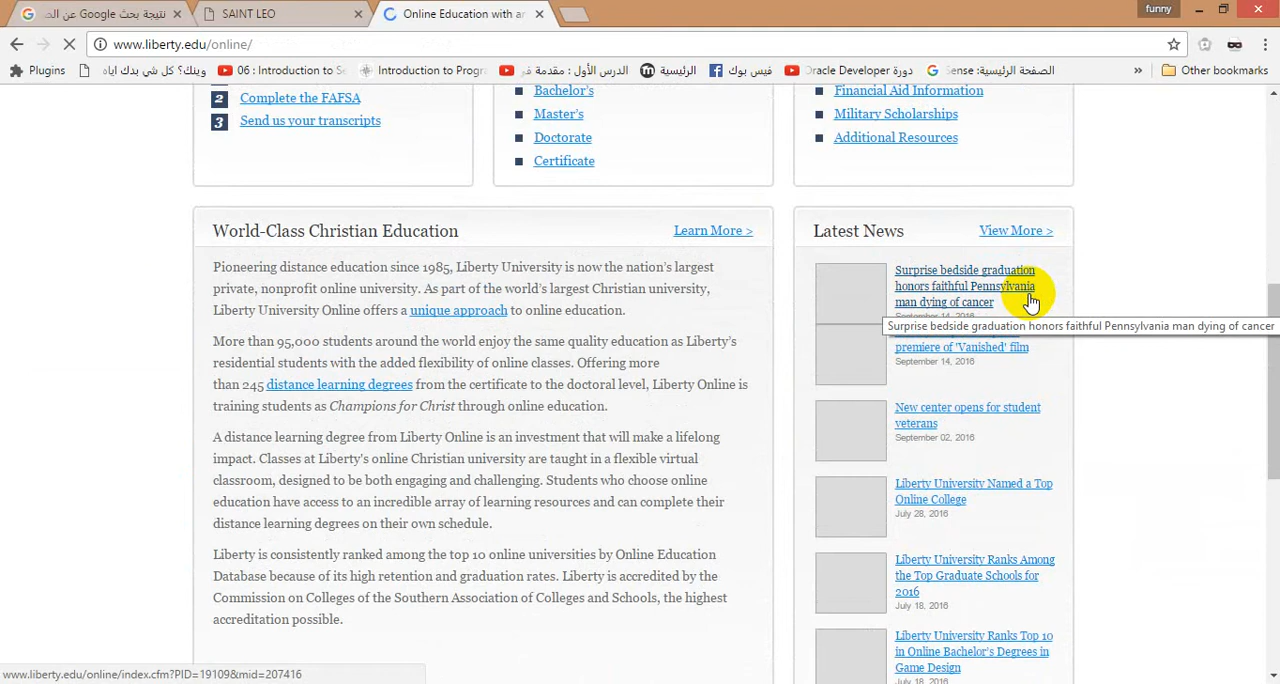 نتيجة بحث Google عن الص
SAINT LEO
Online Education with an
funny
www.liberty.edu/online/
Plugins
وينك؟ كل شي بدك اياه
06 : Introduction to Se
Introduction to Progr
الدرس الأول : مقدمة في
الرئيسية
فيس بوك
دورة Oracle Developer
الصفحة الرئيسية: Sense
»
Other bookmarks
2 Complete the FAFSA
3 Send us your transcripts
Bachelor's
Master's
Doctorate
Certificate
Financial Aid Information
Military Scholarships
Additional Resources
World-Class Christian Education
Learn More >
Pioneering distance education since 1985, Liberty University is now the nation's largest
private, nonprofit online university. As part of the world's largest Christian university,
Liberty University Online offers a unique approach to online education.
More than 95,000 students around the world enjoy the same quality education as Liberty's
residential students with the added flexibility of online classes. Offering more
than 245 distance learning degrees from the certificate to the doctoral level, Liberty Online is
training students as Champions for Christ through online education.
A distance learning degree from Liberty Online is an investment that will make a lifelong
impact. Classes at Liberty's online Christian university are taught in a flexible virtual
classroom, designed to be both engaging and challenging. Students who choose online
education have access to an incredible array of learning resources and can complete their
distance learning degrees on their own schedule.
Liberty is consistently ranked among the top 10 online universities by Online Education
Database because of its high retention and graduation rates. Liberty is accredited by the
Commission on Colleges of the Southern Association of Colleges and Schools, the highest
accreditation possible.
Latest News
View More >
Surprise bedside graduation
honors faithful Pennsylvania
man dying of cancer
September 14, 2016
Surprise bedside graduation honors faithful Pennsylvania man dying of cancer
premiere of 'Vanished' film
September 14, 2016
New center opens for student
veterans
September 02, 2016
Liberty University Named a Top
Online College
July 28, 2016
Liberty University Ranks Among
the Top Graduate Schools for
2016
July 18, 2016
Liberty University Ranks Top 10
in Online Bachelor's Degrees in
Game Design
July 18, 2016
www.liberty.edu/online/index.cfm?PID=19109&mid=207416